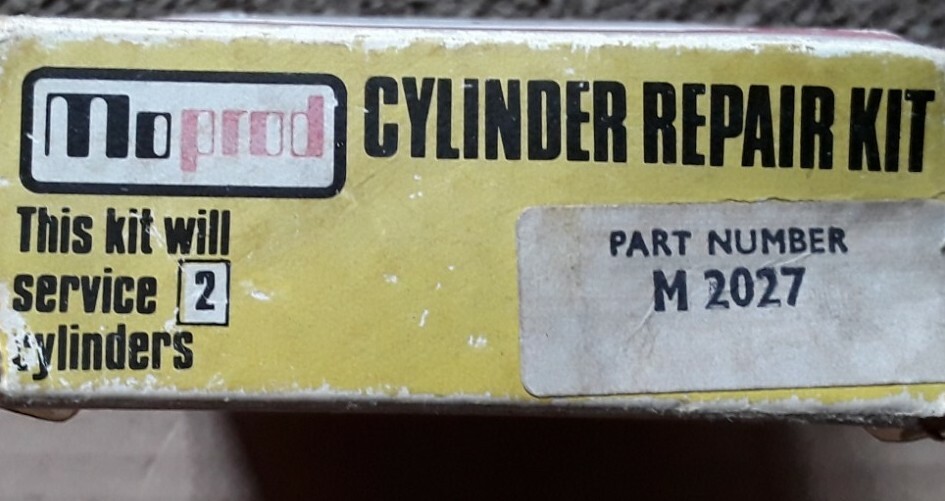 Moprod CYLINDER REPAIR KIT
This kit will
service 2
cylinders
PART NUMBER
M 2027